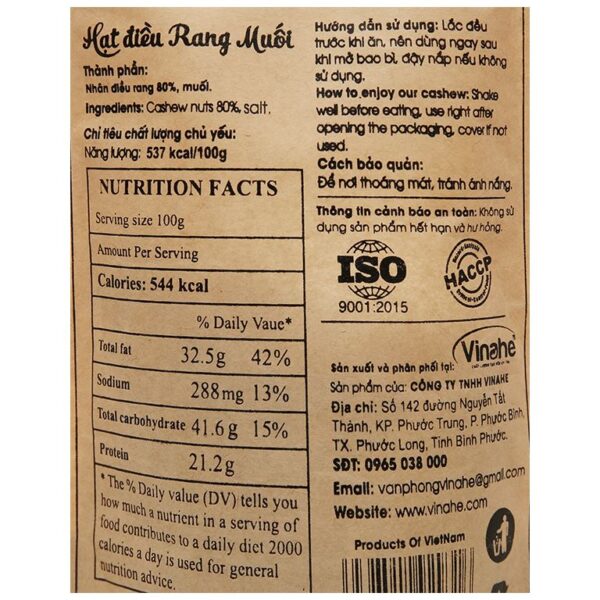 Hạt điều Rang Muối
Thành phần:
Nhân điều rang 80%, muối.
Ingredients: Cashew nuts 80%, salt.
Chỉ tiêu chất lượng chủ yếu:
Năng lượng: 537 kcal/100g
NUTRITION FACTS
Serving size 100g
Amount Per Serving
Calories: 544 kcal
% Daily Vaue*
Total fat 32.5g 42%
Sodium 288mg 13%
Total carbohydrate 41.6g 15%
Protein 21.2g
* The % Daily value (DV) tells you
how much a nutrient in a serving of
food contributes to a daily diet 2000
calories a day is used for general
nutrition advice.
Hướng dẫn sử dụng: Lắc đều
trước khi ăn, nên dùng ngay sau
khi mở bao bì, đậy nắp nếu không
sử dụng.
How to enjoy our cashew: Shake
well before eating, use right after
opening the packaging, cover if not
used.
Cách bảo quản:
Để nơi thoáng mát, tránh ánh nắng.
Thông tin cảnh báo an toàn: Không sử
dụng sản phẩm hết hạn và hư hỏng.
ISO
9001:2015
HACCP
Vinahe
Sản xuất và phân phối tại:
Sản phẩm của: CÔNG TY TNHH VINAHE
Địa chỉ: Số 142 đường Nguyễn Tất
Thành, KP. Phước Trung, P. Phước Bình,
TX. Phước Long, Tỉnh Bình Phước.
SĐT: 0965 038 000
Email: vanphongvinahe@gmail.com
Website: www.vinahe.com
Products Of VietNam